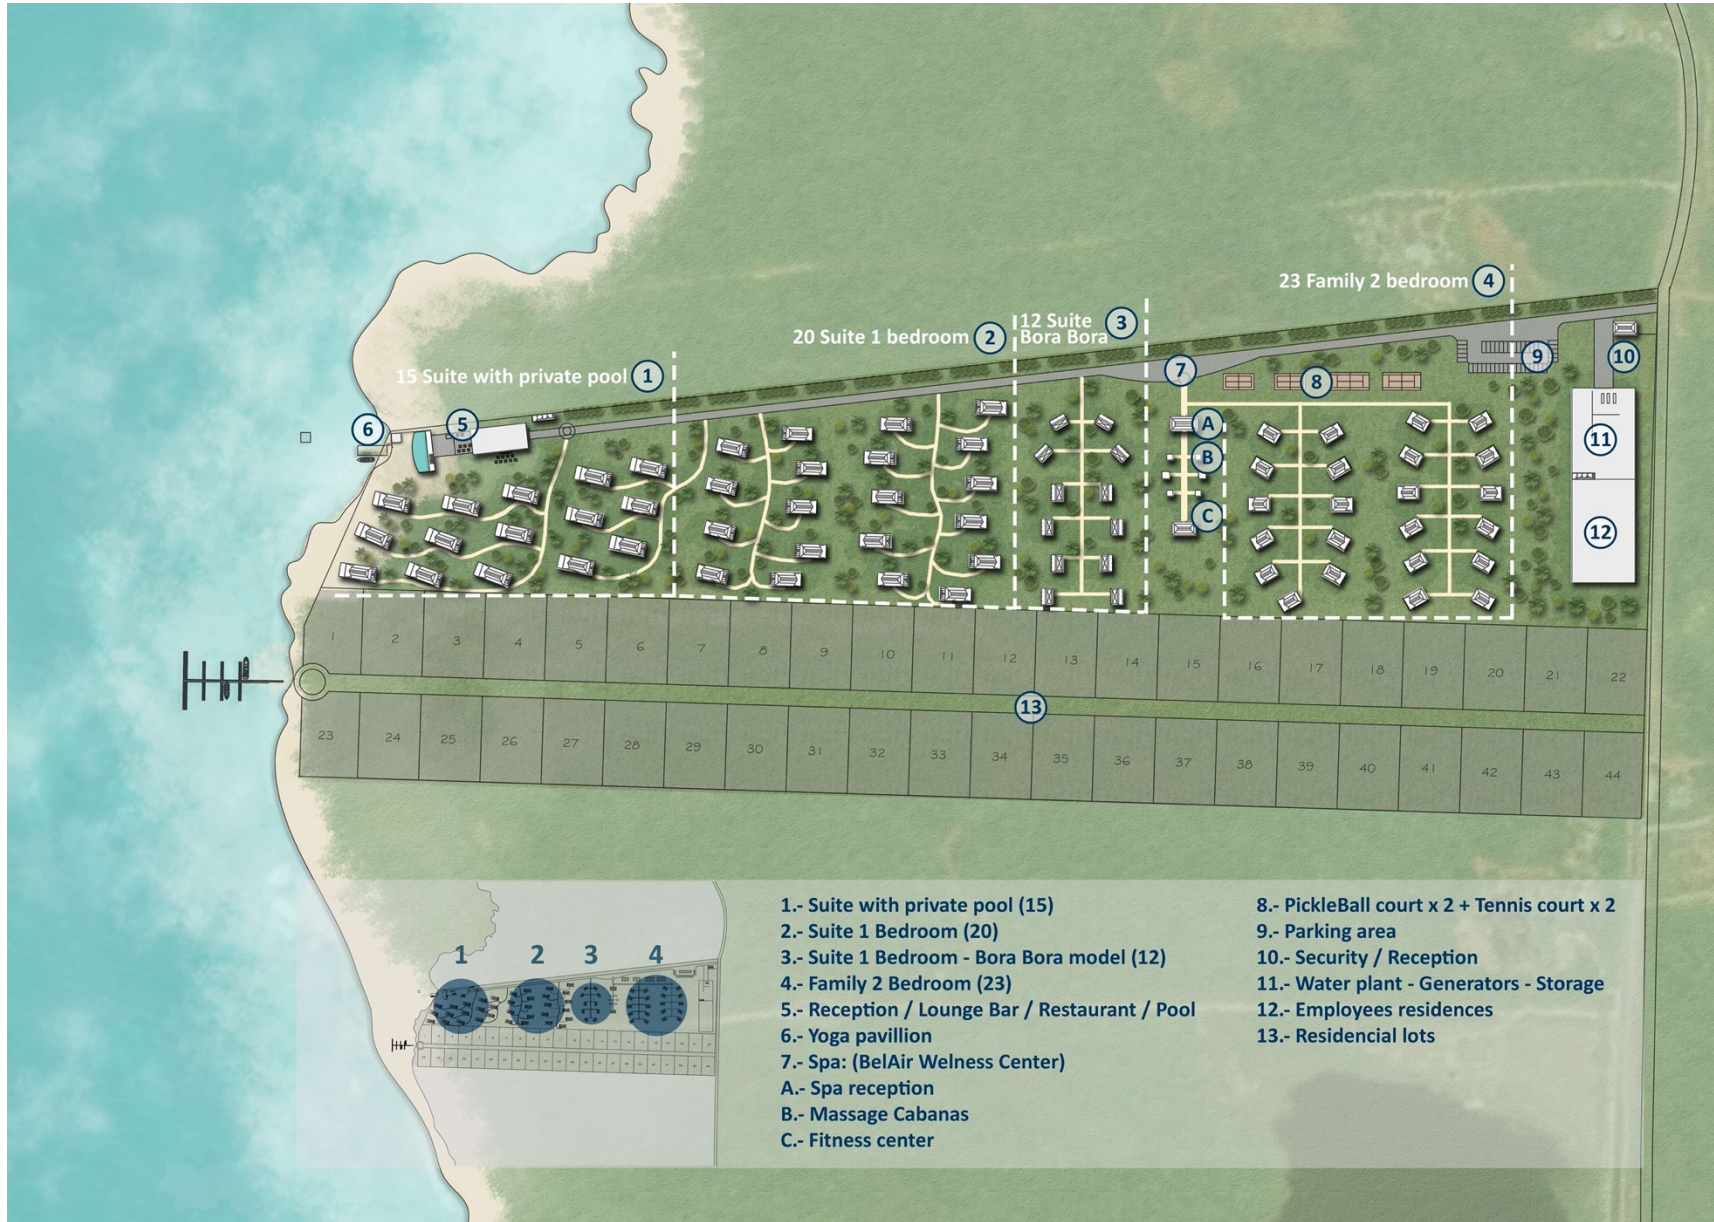 23 Family 2 bedroom 4
12 Suite
Bora Bora 3
20 Suite 1 bedroom 2
15 Suite with private pool 1
7
8
9
10
6
5
A
B
C
11
12
1 2 3 4 5 6 7 8 9 10 11 12 13 14 15 16 17 18 19 20 21 22
13
23 24 25 26 27 28 29 30 31 32 33 34 35 36 37 38 39 40 41 42 43 44
1 2 3 4
1.- Suite with private pool (15)
2.- Suite 1 Bedroom (20)
3.- Suite 1 Bedroom - Bora Bora model (12)
4.- Family 2 Bedroom (23)
5.- Reception / Lounge Bar / Restaurant / Pool
6.- Yoga pavillion
7.- Spa: (BelAir Welness Center)
A.- Spa reception
B.- Massage Cabanas
C.- Fitness center
8.- PickleBall court x 2 + Tennis court x 2
9.- Parking area
10.- Security / Reception
11.- Water plant - Generators - Storage
12.- Employees residences
13.- Residencial lots